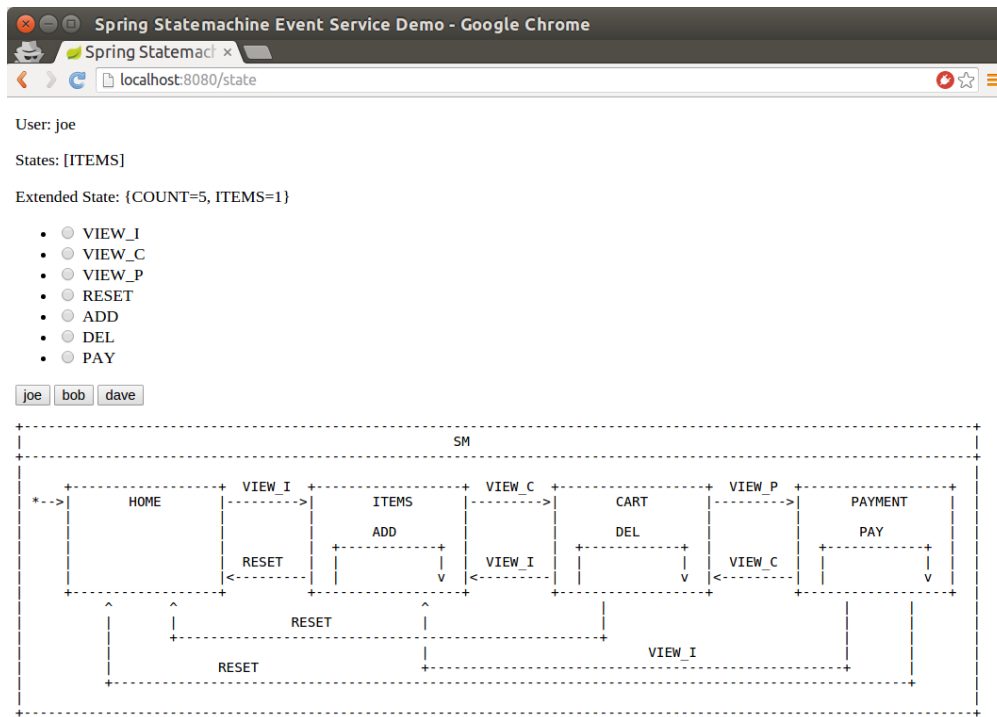 Spring Statemachine Event Service Demo - Google Chrome
Spring Statemach ×
localhost:8080/state
User: joe
States: [ITEMS]
Extended State: {COUNT=5, ITEMS=1}
VIEW_I
VIEW_C
VIEW_P
RESET
ADD
DEL
PAY
joe bob dave
SM
VIEW_I VIEW_C VIEW_P
*--> HOME ITEMS CART PAYMENT
ADD DEL PAY
RESET VIEW_I VIEW_C
RESET
VIEW_I
RESET